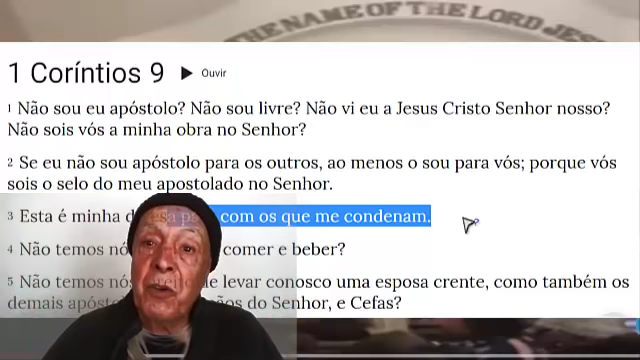 THE NAME OF THE LORD JES
1 Coríntios 9 Ouvir
1 Não sou eu apóstolo? Não sou livre? Não vi eu a Jesus Cristo Senhor nosso?
Não sois vós a minha obra no Senhor?
2 Se eu não sou apóstolo para os outros, ao menos o sou para vós; porque vós
sois o selo do meu apostolado no Senhor.
3 Esta é minha com os que me condenam.
4 Não temos comer e beber?
5 Não temos nós levar conosco uma esposa crente, como também os
demais do Senhor, e Cefas?